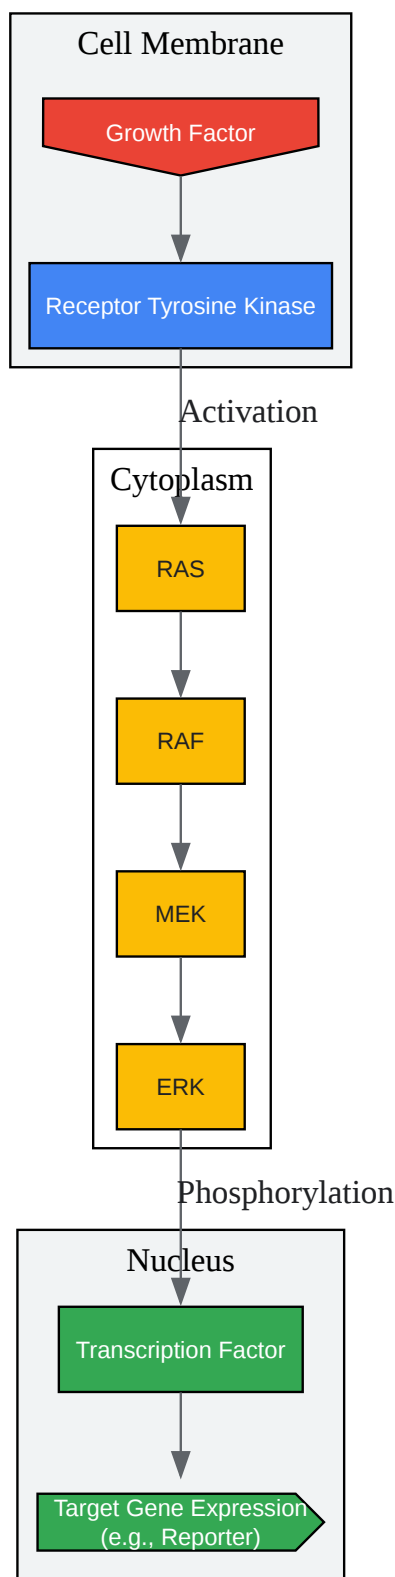 Cell Membrane
Growth Factor
Receptor Tyrosine Kinase
Activation
Cytoplasm
RAS
RAF
MEK
ERK
Phosphorylation
Nucleus
Transcription Factor
Target Gene Expression
(e.g., Reporter)